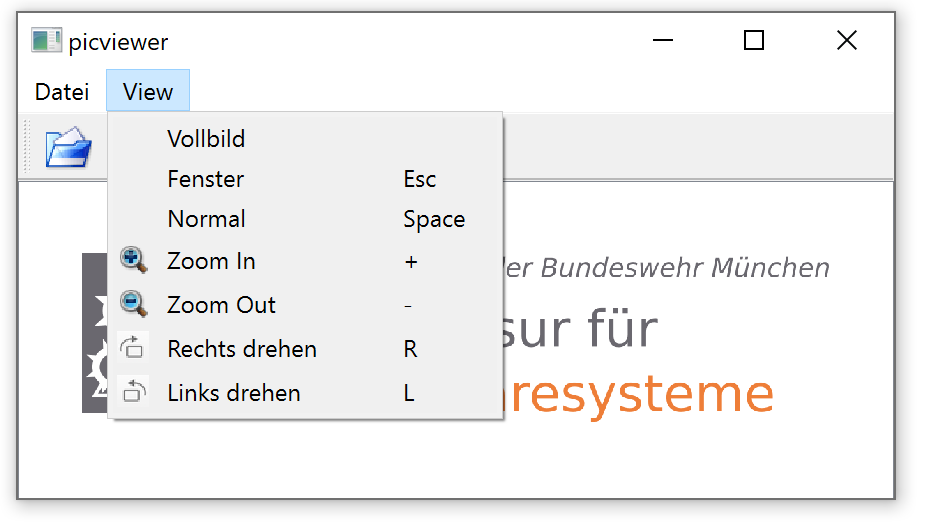 picviewer
Datei View
Vollbild
Fenster Esc
Normal Space
Zoom In +
Zoom Out -
Rechts drehen R
Links drehen L
der Bundeswehr München
sur für
resysteme